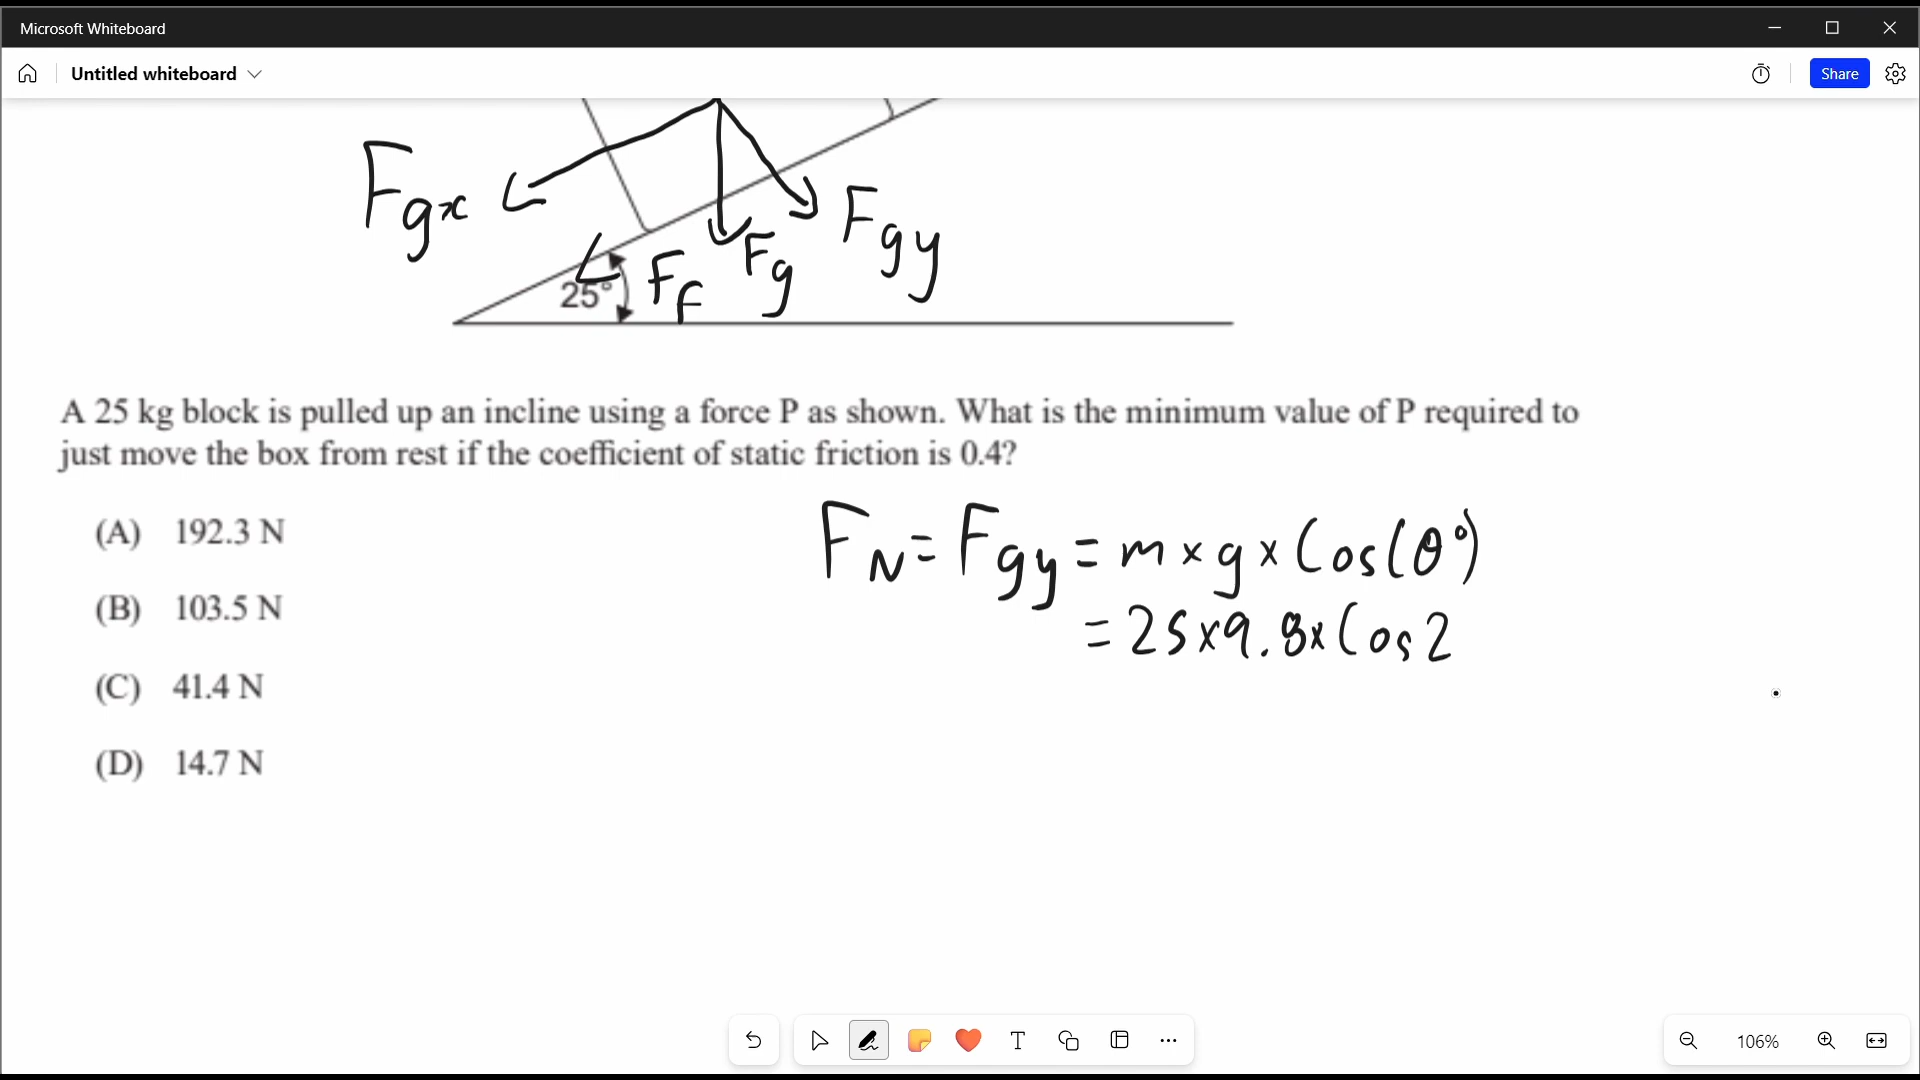 Microsoft Whiteboard
Untitled whiteboard
Share
Fgx
Fgy
Fg
Ff
25°
A 25 kg block is pulled up an incline using a force P as shown. What is the minimum value of P required to
just move the box from rest if the coefficient of static friction is 0.4?
(A) 192.3 N
(B) 103.5 N
(C) 41.4 N
(D) 14.7 N
FN = Fgy = m × g × Cos(θ°)
= 25 × 9.8 × Cos 2
106%